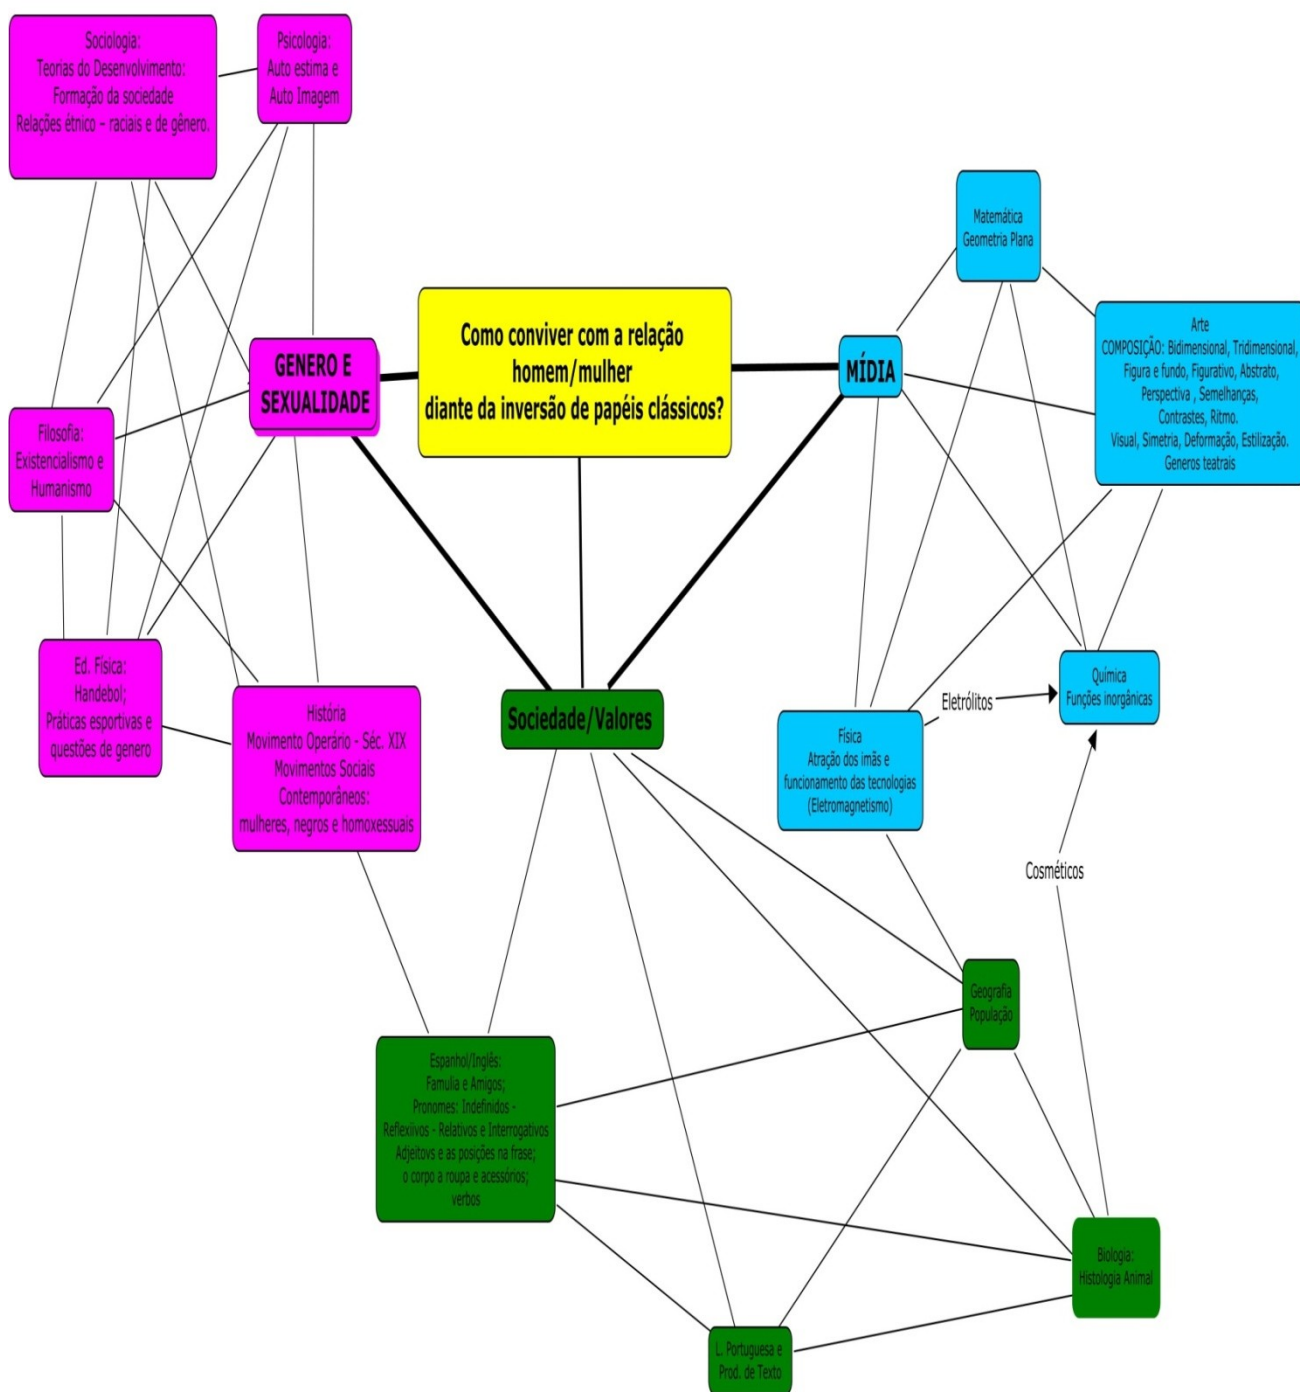 Sociologia:
Teorias do Desenvolvimento:
Formação da sociedade
Relações étnico – raciais e de gênero.
Psicologia:
Auto estima e
Auto Imagem
Matemática
Geometria Plana
Como conviver com a relação
homem/mulher
diante da inversão de papéis clássicos?
GENERO E
SEXUALIDADE
MÍDIA
Arte
COMPOSIÇÃO: Bidimensional, Tridimensional,
Figura e fundo, Figurativo, Abstrato,
Perspectiva , Semelhanças,
Contrastes, Ritmo.
Visual, Simetria, Deformação, Estilização.
Generos teatrais
Filosofia:
Existencialismo e
Humanismo
Ed. Física:
Handebol;
Práticas esportivas e
questões de genero
História
Movimento Operário - Séc. XIX
Movimentos Sociais
Contemporâneos:
mulheres, negros e homoxessuais
Sociedade/Valores
Química
Funções inorgânicas
Eletrólitos
Física
Atração dos imãs e
funcionamento das tecnologias
(Eletromagnetismo)
Cosméticos
Geografia
População
Espanhol/Inglês:
Famulia e Amigos;
Pronomes: Indefinidos -
Reflexiivos - Relativos e Interrogativos
Adjeitovs e as posições na frase;
o corpo a roupa e acessórios;
verbos
Biologia:
Histologia Animal
L. Portuguesa e
Prod. de Texto